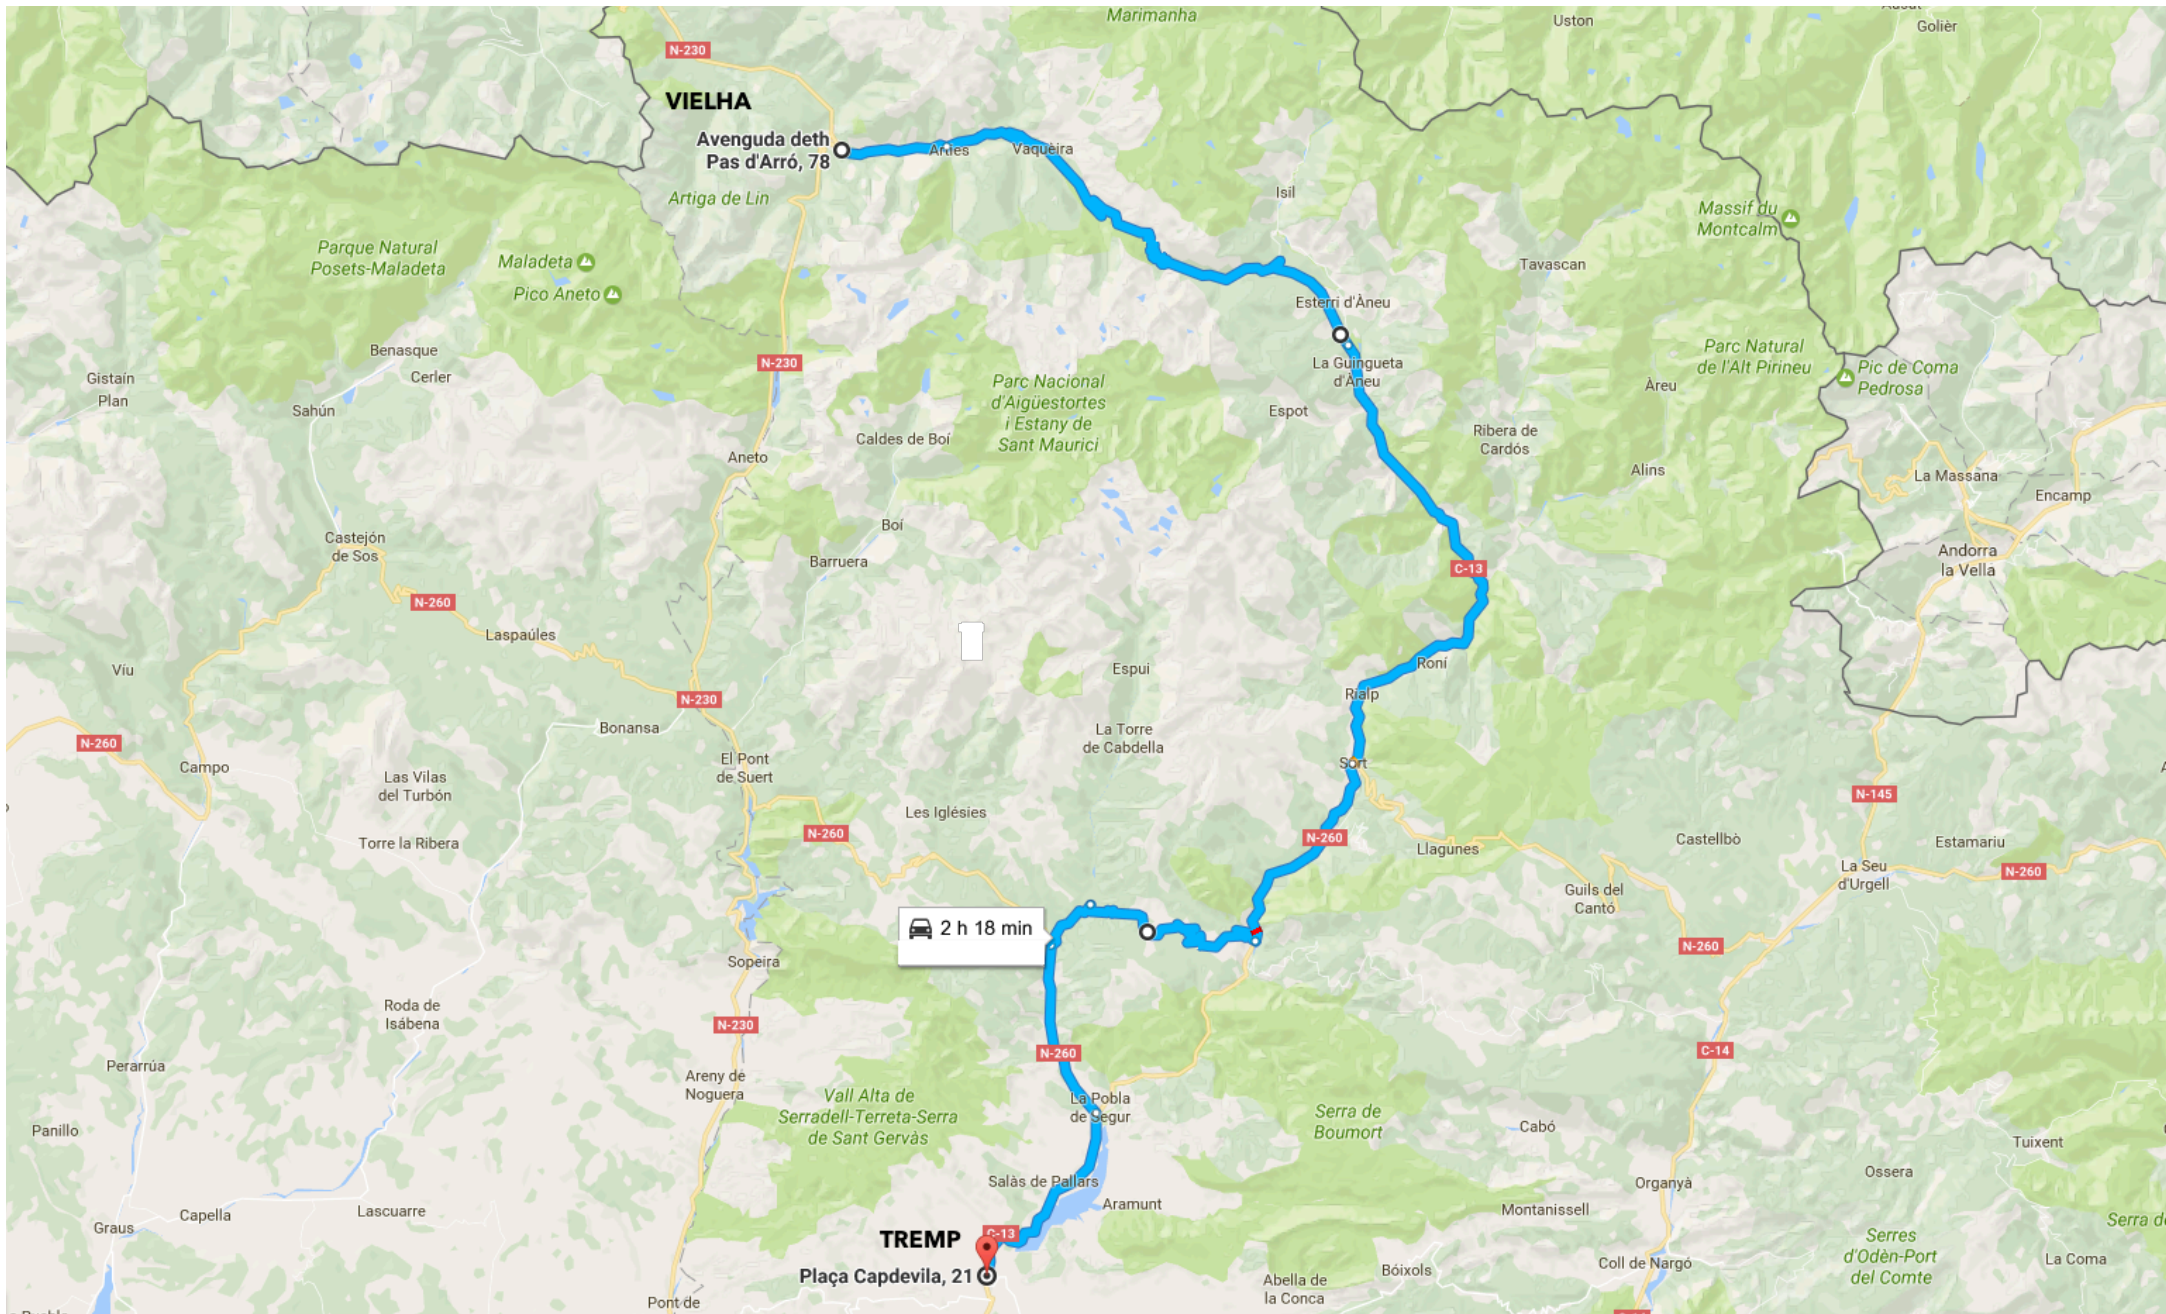 Marimanha
Uston
Golièr
N-230
VIELHA
Avenguda deth
Pas d'Arró, 78
Arties
Vaquèira
Artiga de Lin
Isil
Massif du
Montcalm
Parque Natural
Posets-Maladeta
Maladeta
Pico Aneto
Tavascan
Esterri d'Àneu
Benasque
Cerler
N-230
La Guingueta
d'Àneu
Parc Natural
de l'Alt Pirineu
Pic de Coma
Pedrosa
Gistaín
Plan
Sahún
Parc Nacional
d'Aigüestortes
i Estany de
Sant Maurici
Espot
Àreu
Caldes de Boí
Ribera de
Cardós
Aneto
Alins
La Massana
Encamp
Castejón
de Sos
Boí
Barruera
C-13
Andorra
la Vella
N-260
Laspaúles
Víu
Espui
Roní
Rialp
N-230
Bonansa
N-260
La Torre
de Cabdella
Campo
El Pont
de Suert
Sort
Las Vilas
del Turbón
N-145
Les Iglésies
N-260
N-260
Torre la Ribera
Llagunes
Castellbò
Estamariu
La Seu
d'Urgell
N-260
Guils del
Cantó
2 h 18 min
N-260
Sopeira
Roda de
Isábena
N-230
N-260
C-14
Perarrúa
Areny de
Noguera
Vall Alta de
Serradell-Terreta-Serra
de Sant Gervàs
La Pobla
de Segur
Serra de
Boumort
Cabó
Panillo
Tuixent
Salàs de Pallars
Ossera
Organyà
Aramunt
Capella
Lascuarre
Graus
Montanissell
Serra de
TREMP
C-13
Plaça Capdevila, 21
Serres
d'Odèn-Port
del Comte
La Coma
Coll de Nargó
Bóixols
Abella de
la Conca
Pont de